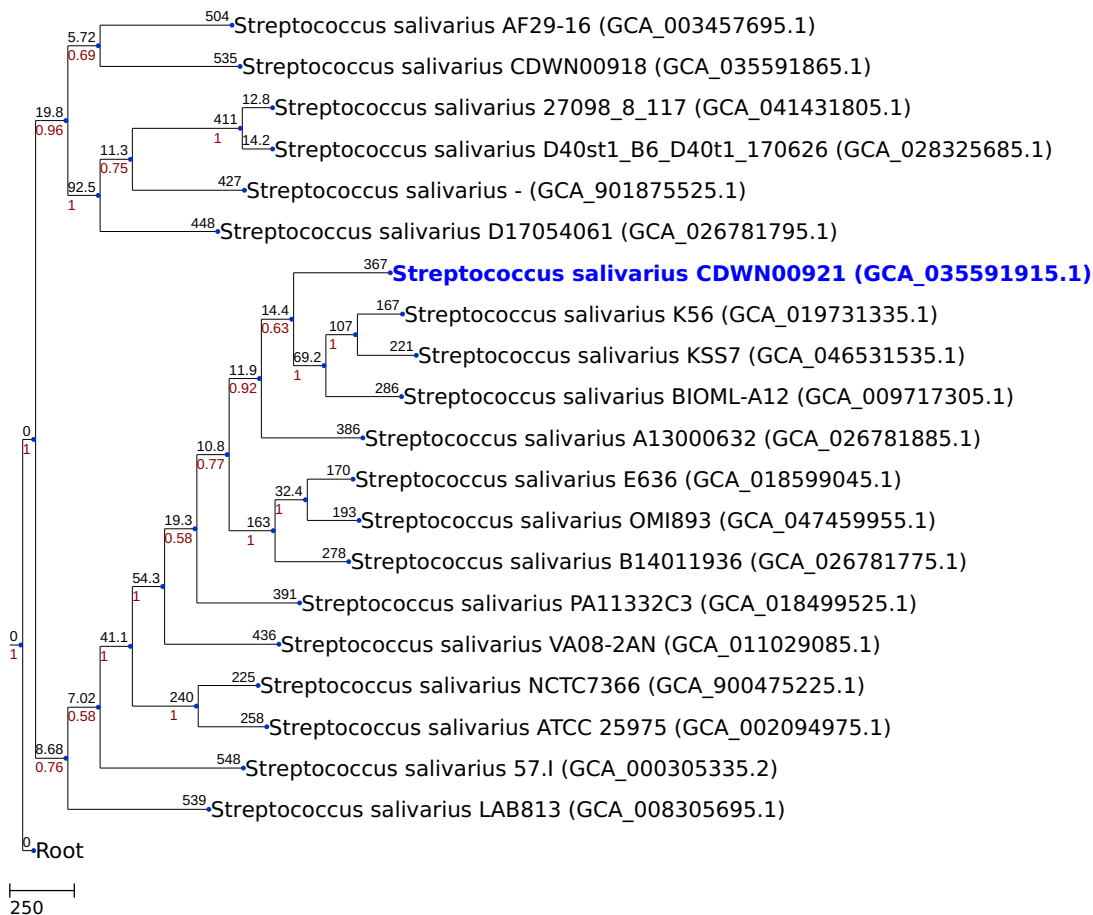 504
Streptococcus salivarius AF29-16 (GCA_003457695.1)
5.72
0.69
535
Streptococcus salivarius CDWN00918 (GCA_035591865.1)
12.8
Streptococcus salivarius 27098_8_117 (GCA_041431805.1)
19.8
0.96
411
1
14.2
Streptococcus salivarius D40st1_B6_D40t1_170626 (GCA_028325685.1)
11.3
0.75
427
Streptococcus salivarius - (GCA_901875525.1)
92.5
1
448
Streptococcus salivarius D17054061 (GCA_026781795.1)
367
Streptococcus salivarius CDWN00921 (GCA_035591915.1)
14.4
0.63
167
Streptococcus salivarius K56 (GCA_019731335.1)
107
1
221
Streptococcus salivarius KSS7 (GCA_046531535.1)
69.2
1
11.9
0.92
286
Streptococcus salivarius BIOML-A12 (GCA_009717305.1)
0
1
386
Streptococcus salivarius A13000632 (GCA_026781885.1)
10.8
0.77
170
Streptococcus salivarius E636 (GCA_018599045.1)
32.4
1
193
Streptococcus salivarius OMI893 (GCA_047459955.1)
19.3
0.58
163
1
278
Streptococcus salivarius B14011936 (GCA_026781775.1)
54.3
1
391
Streptococcus salivarius PA11332C3 (GCA_018499525.1)
0
1
41.1
1
436
Streptococcus salivarius VA08-2AN (GCA_011029085.1)
225
Streptococcus salivarius NCTC7366 (GCA_900475225.1)
7.02
0.58
240
1
258
Streptococcus salivarius ATCC 25975 (GCA_002094975.1)
8.68
0.76
548
Streptococcus salivarius 57.I (GCA_000305335.2)
539
Streptococcus salivarius LAB813 (GCA_008305695.1)
0
Root
250